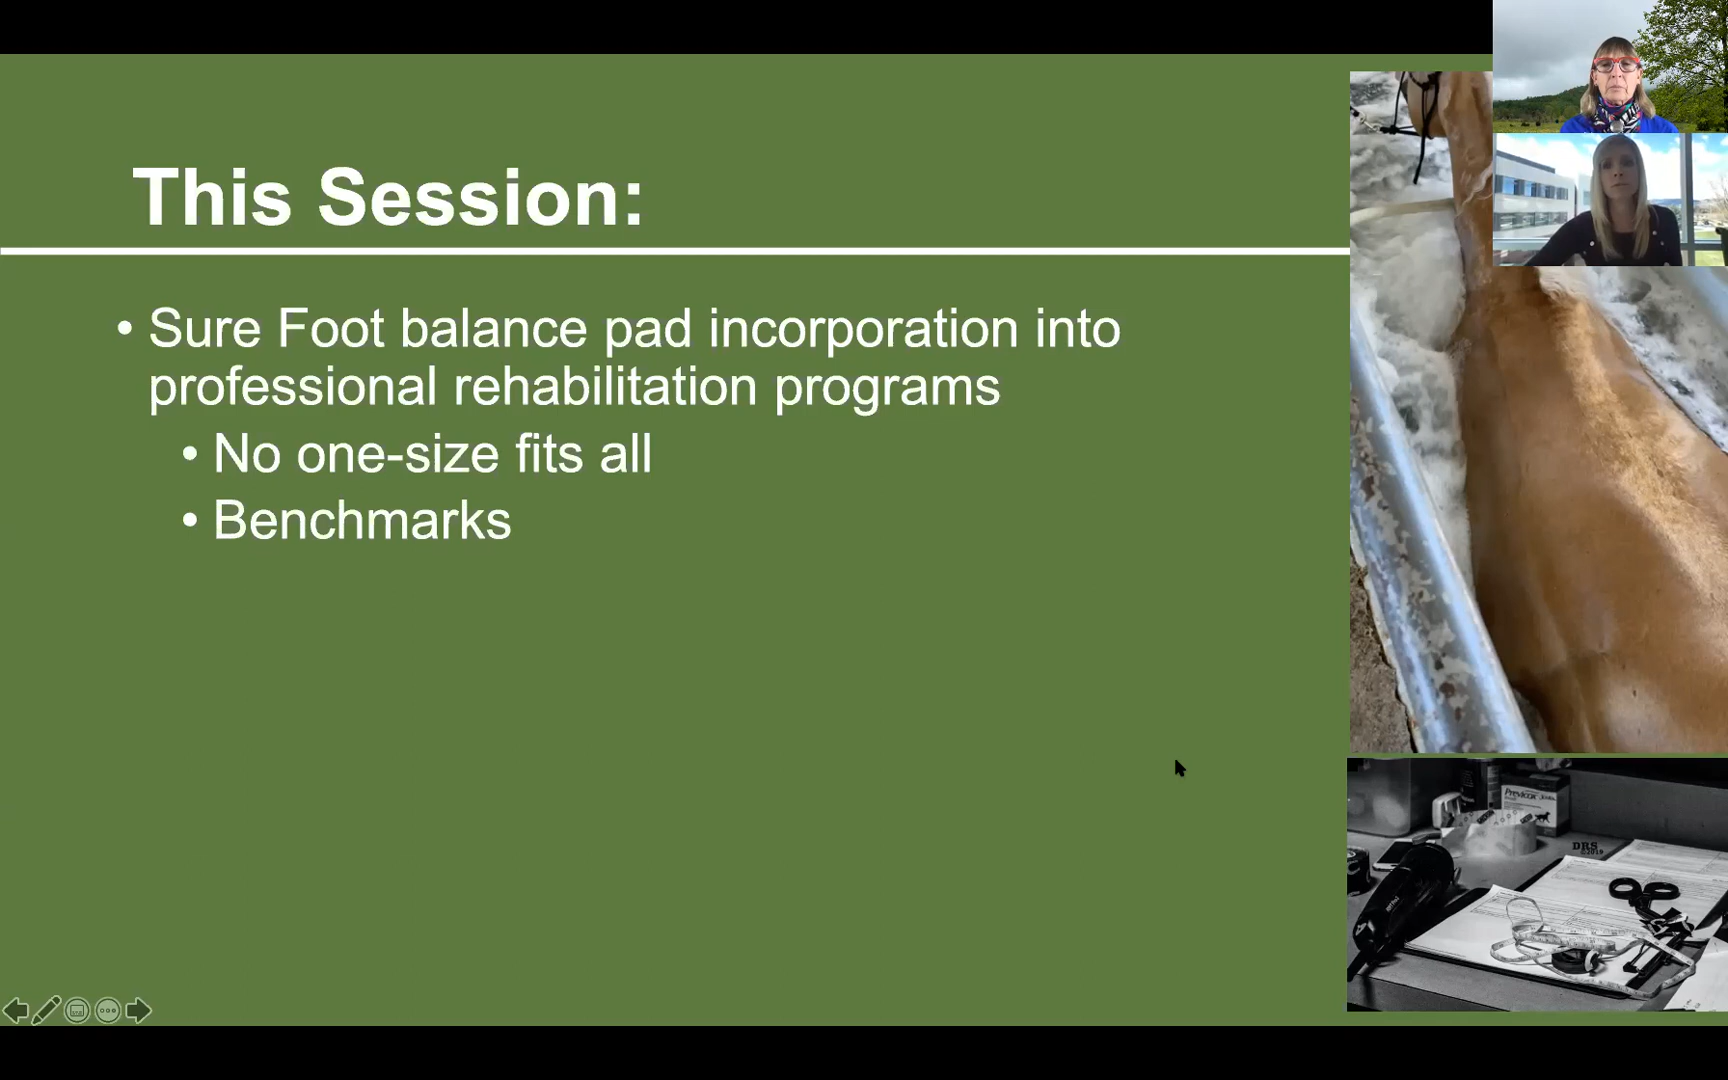 This Session:
• Sure Foot balance pad incorporation into
professional rehabilitation programs
• No one-size fits all
• Benchmarks
Previcox
DRS
©2019